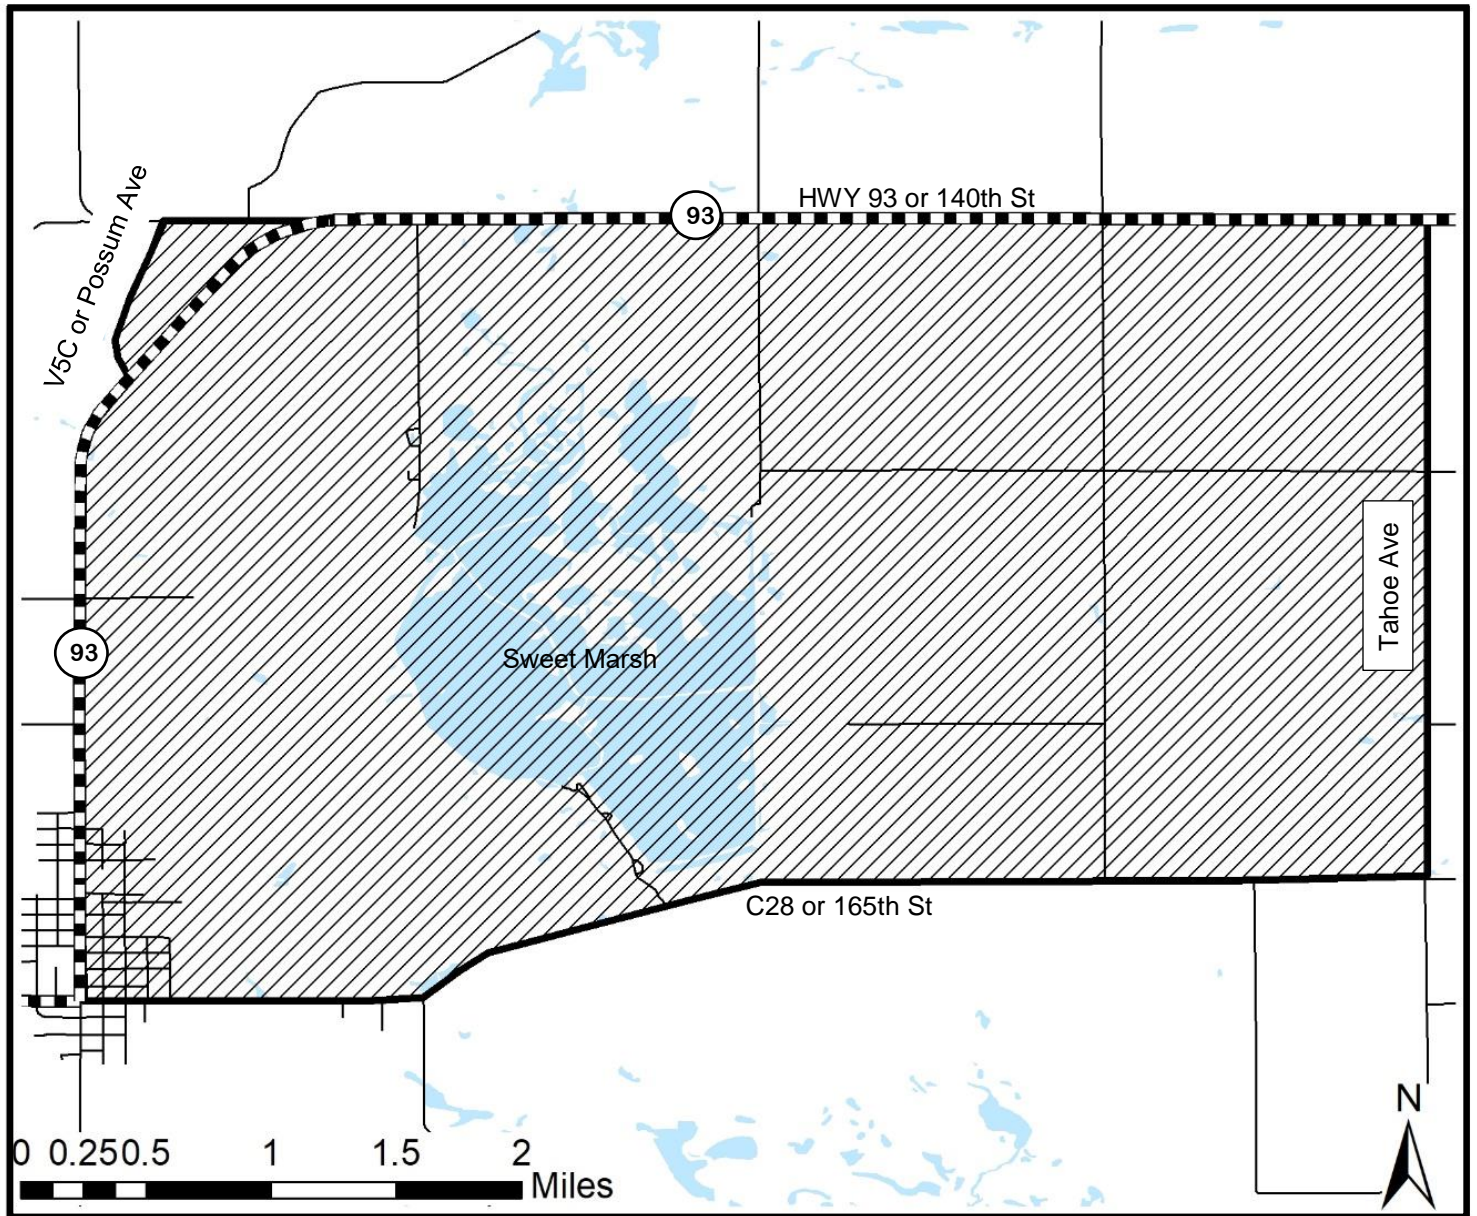 V5C or Possum Ave
93
HWY 93 or 140th St
Tahoe Ave
93
Sweet Marsh
C28 or 165th St
N
0 0.25 0.5 1 1.5 2
Miles